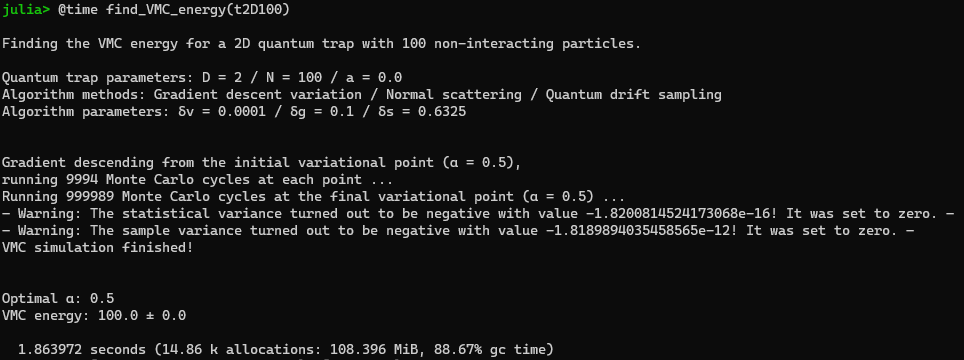 julia> @time find_VMC_energy(t2D100)
Finding the VMC energy for a 2D quantum trap with 100 non-interacting particles.
Quantum trap parameters: D = 2 / N = 100 / a = 0.0
Algorithm methods: Gradient descent variation / Normal scattering / Quantum drift sampling
Algorithm parameters: δv = 0.0001 / δg = 0.1 / δs = 0.6325
Gradient descending from the initial variational point (α = 0.5),
running 9994 Monte Carlo cycles at each point ...
Running 999989 Monte Carlo cycles at the final variational point (α = 0.5) ...
— Warning: The statistical variance turned out to be negative with value -1.8200814524173068e-16! It was set to zero. —
— Warning: The sample variance turned out to be negative with value -1.8189894035458565e-12! It was set to zero. —
VMC simulation finished!
Optimal α: 0.5
VMC energy: 100.0 ± 0.0
1.863972 seconds (14.86 k allocations: 108.396 MiB, 88.67% gc time)